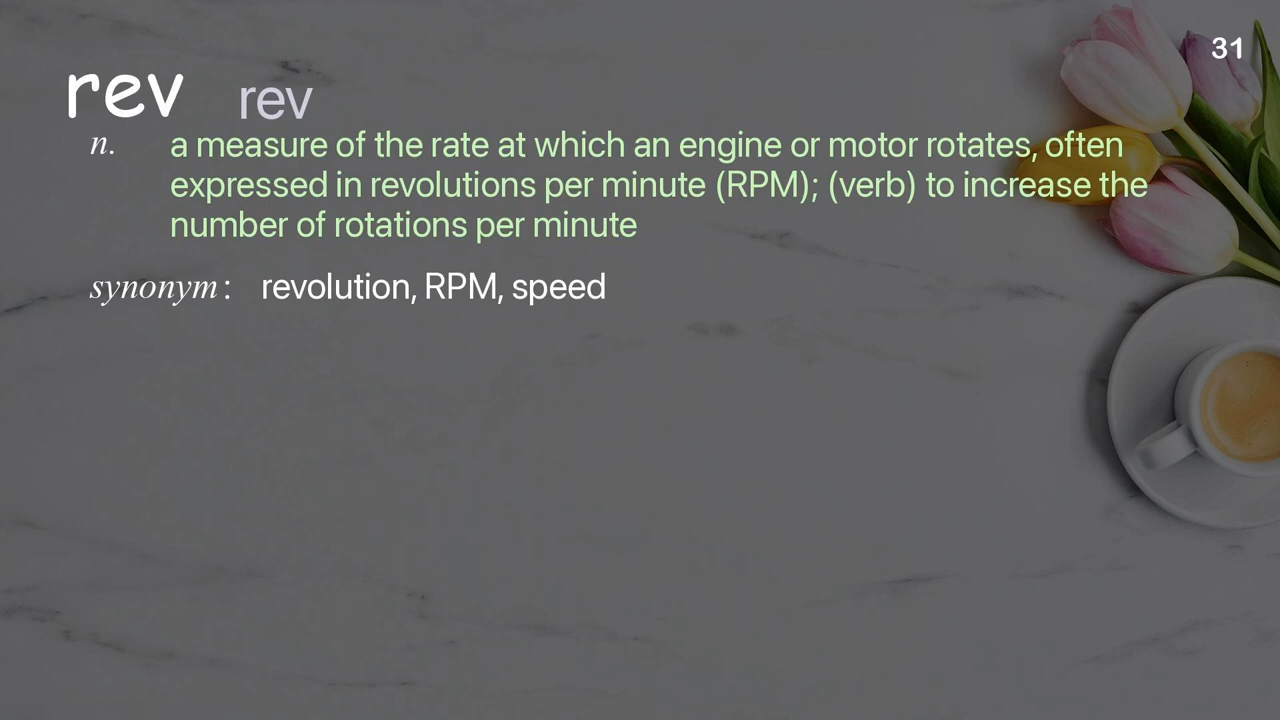 31
rev rev
n. a measure of the rate at which an engine or motor rotates, often
expressed in revolutions per minute (RPM); (verb) to increase the
number of rotations per minute
synonym: revolution, RPM, speed